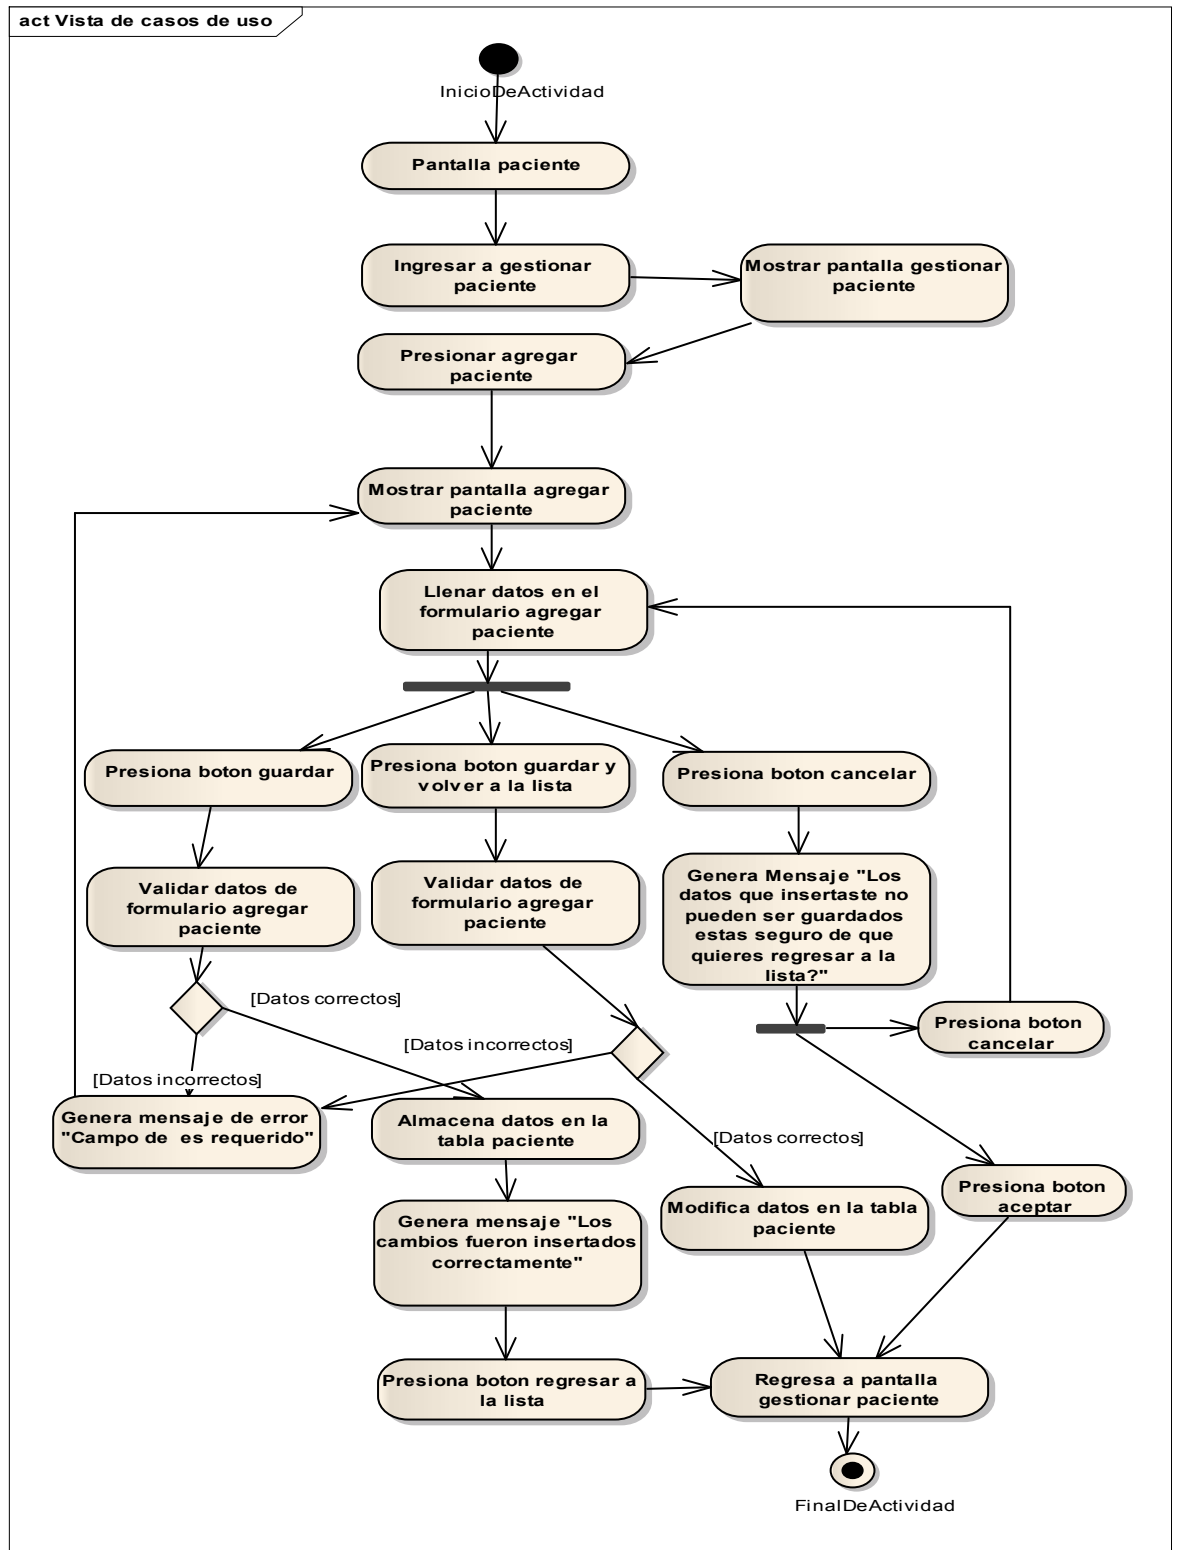 act Vista de casos de uso
InicioDeActividad
Pantalla paciente
Ingresar a gestionar
paciente
Mostrar pantalla gestionar
paciente
Presionar agregar
paciente
Mostrar pantalla agregar
paciente
Llenar datos en el
formulario agregar
paciente
Presiona boton guardar
Presiona boton guardar y
volver a la lista
Presiona boton cancelar
Validar datos de
formulario agregar
paciente
Validar datos de
formulario agregar
paciente
Genera Mensaje "Los
datos que insertaste no
pueden ser guardados
estas seguro de que
quieres regresar a la
lista?"
[Datos correctos]
[Datos incorrectos]
Presiona boton
cancelar
[Datos incorrectos]
Genera mensaje de error
"Campo de  es requerido"
Almacena datos en la
tabla paciente
[Datos correctos]
Presiona boton
aceptar
Modifica datos en la tabla
paciente
Genera mensaje "Los
cambios fueron insertados
correctamente"
Presiona boton regresar a
la lista
Regresa a pantalla
gestionar paciente
FinalDeActividad